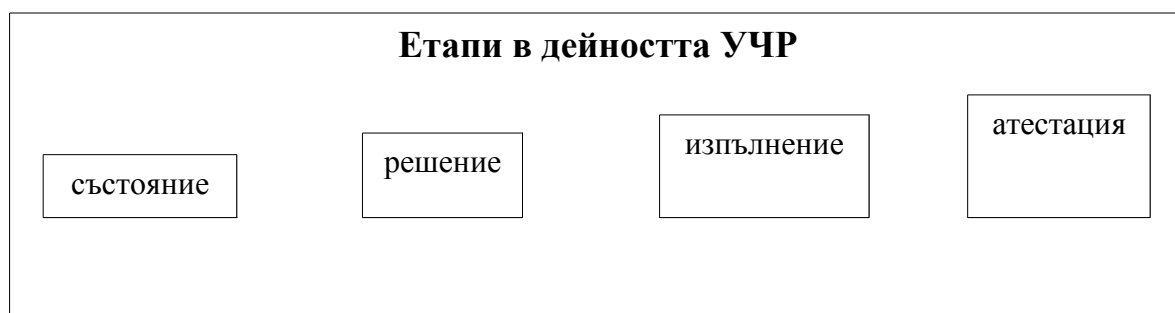 Етапи в дейността УЧР
състояние
решение
изпълнение
атестация